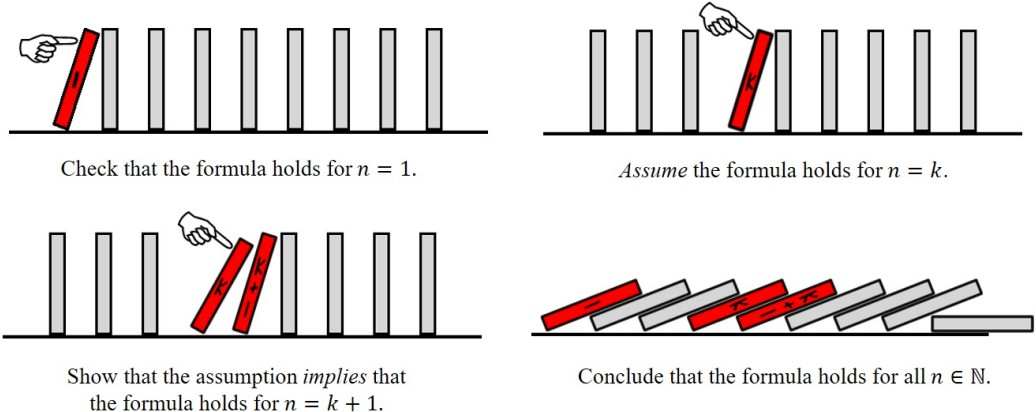 1
Check that the formula holds for n = 1.
K
Assume the formula holds for n = k.
K
K + 1
Show that the assumption implies that
the formula holds for n = k + 1.
1
K
K + 1
Conclude that the formula holds for all n ∈ ℕ.